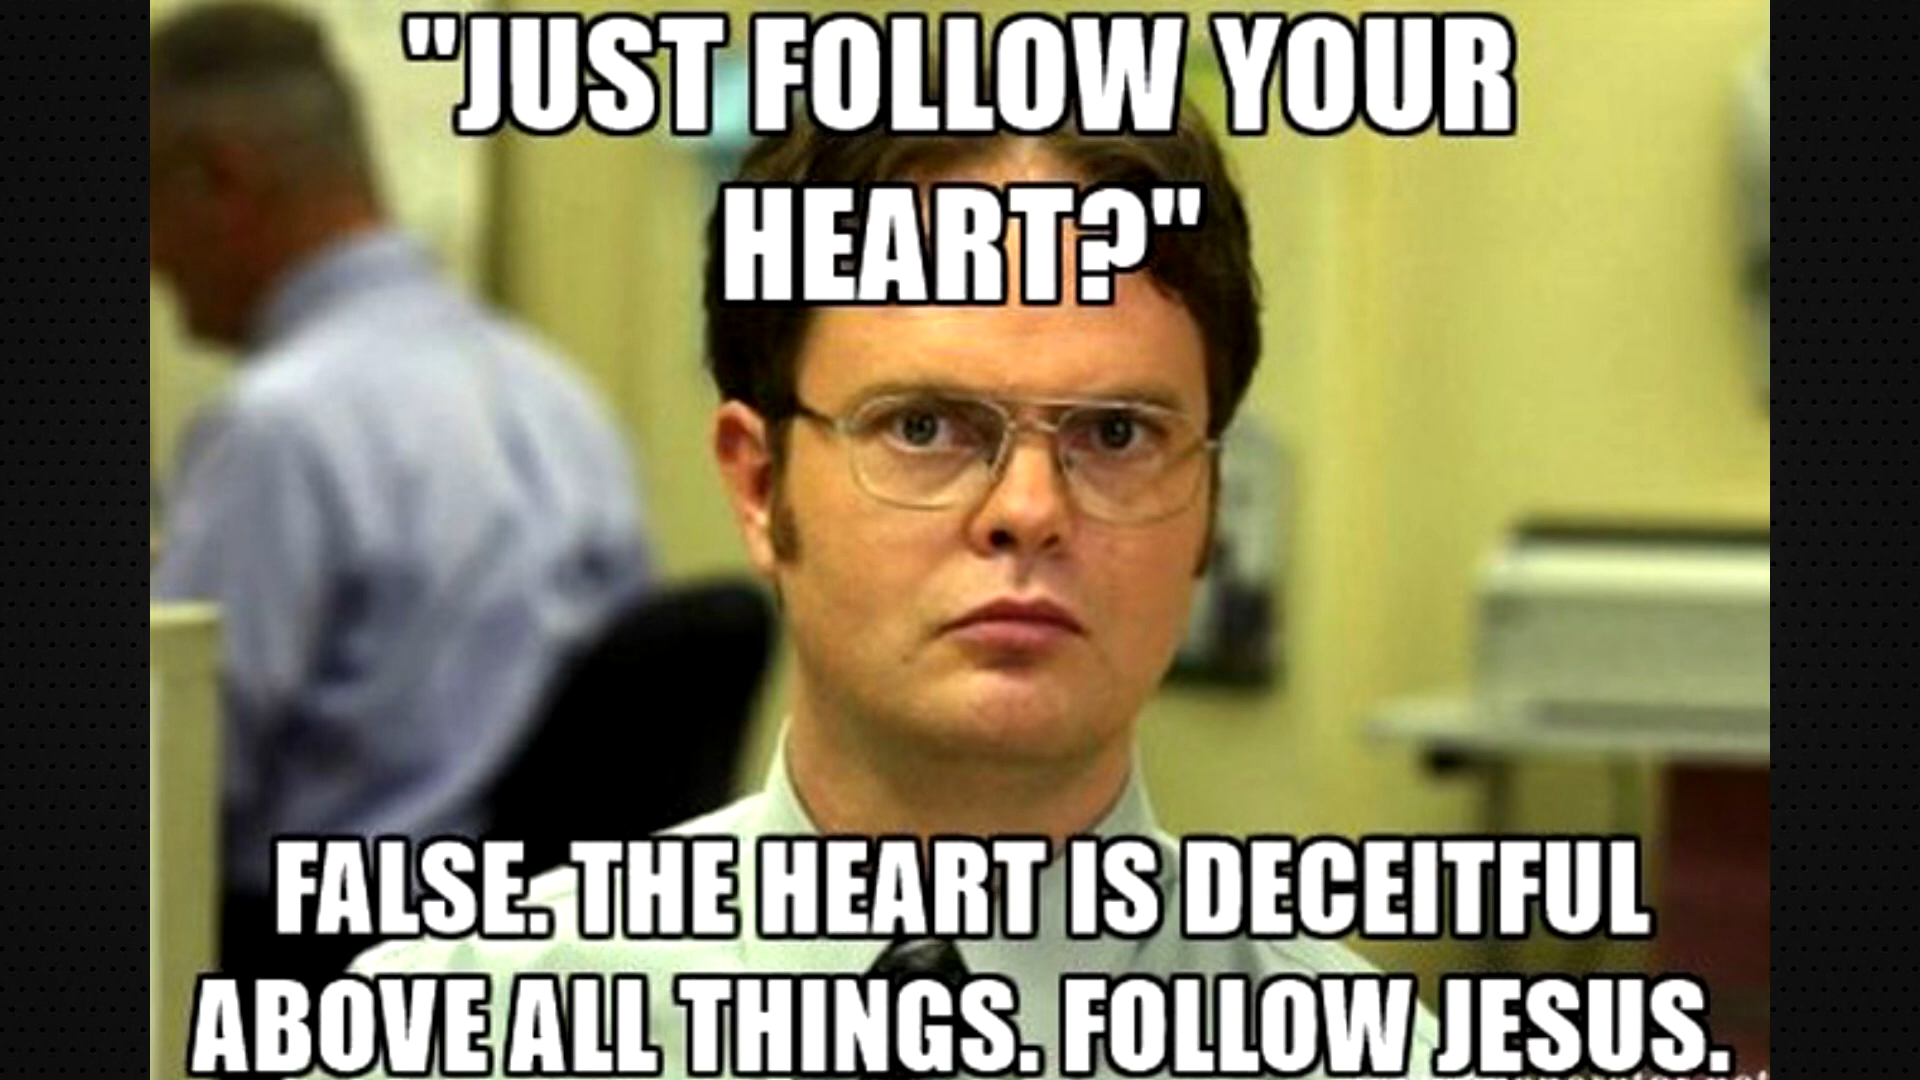 "JUST FOLLOW YOUR
HEART?"
FALSE. THE HEART IS DECEITFUL
ABOVE ALL THINGS. FOLLOW JESUS.